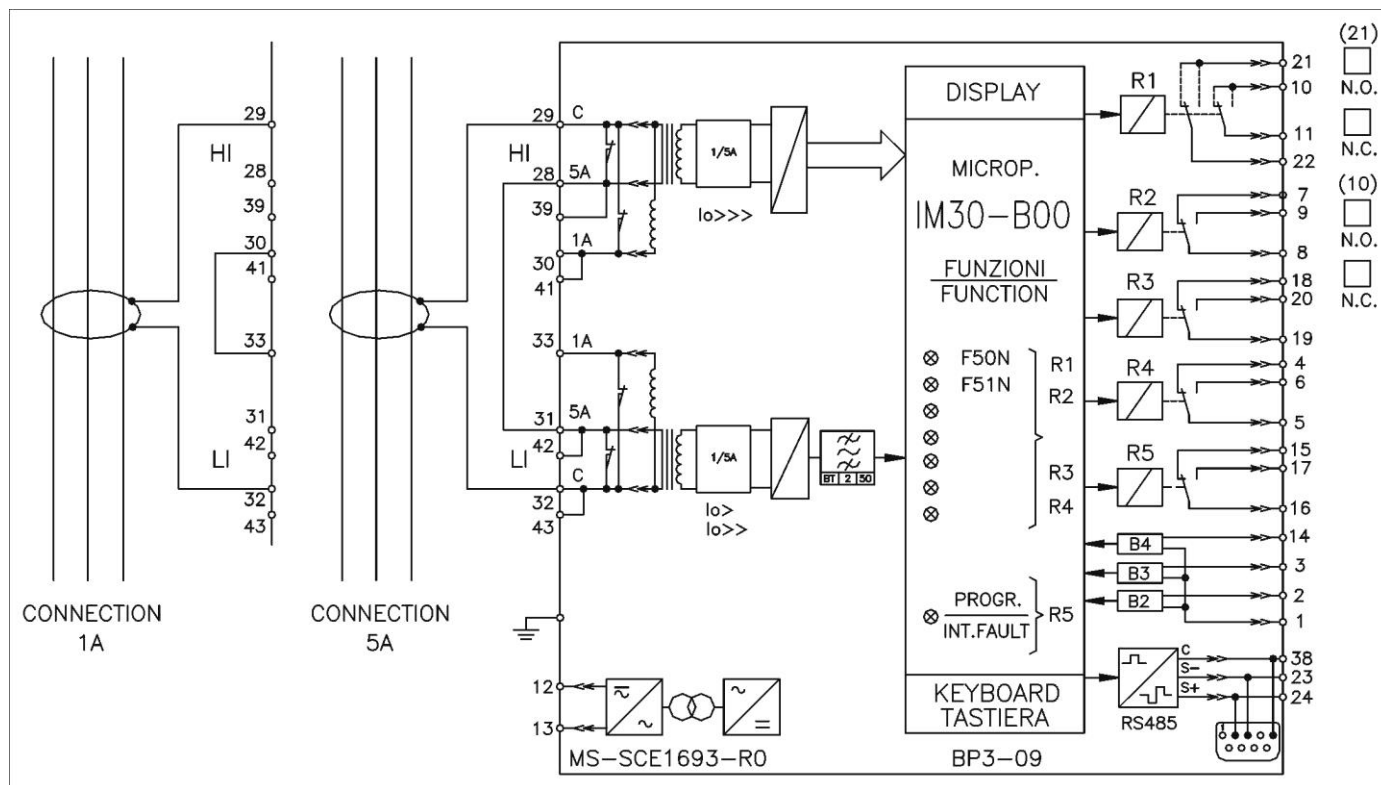 29
HI
28
39
30
41
33
31
42
LI
32
43
CONNECTION
1A
29
C
HI
28
5A
39
1A
30
41
33
1A
31
5A
42
LI
C
32
43
CONNECTION
5A
1/5A
Io>>>
1/5A
Io>
Io>>
BT 2 50
12
13
MS-SCE1693-R0
BP3-09
DISPLAY
MICROP.
IM30-B00
FUNZIONI
FUNCTION
F50N
F51N
R1
R2
R3
R4
PROGR.
INT.FAULT
R5
KEYBOARD
TASTIERA
R1
21
10
11
22
R2
7
9
8
R3
18
20
19
R4
4
6
5
R5
15
17
16
B4
14
B3
3
B2
2
1
RS485
C
38
S-
23
S+
24
1
(21)
N.O.
N.C.
(10)
N.O.
N.C.